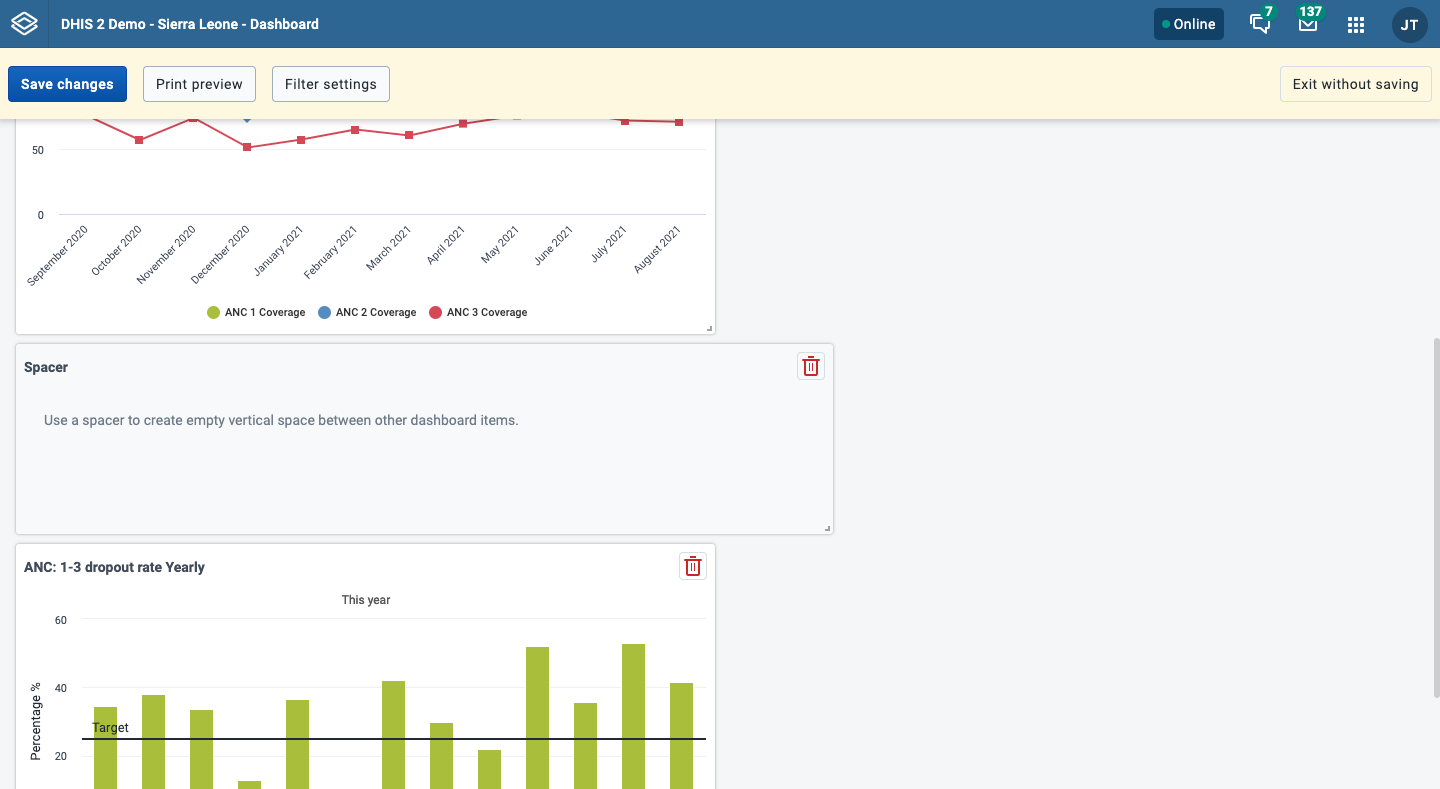 DHIS 2 Demo - Sierra Leone - Dashboard
Online
7
137
JT
Save changes
Print preview
Filter settings
Exit without saving
50
0
September 2020
October 2020
November 2020
December 2020
January 2021
February 2021
March 2021
April 2021
May 2021
June 2021
July 2021
August 2021
ANC 1 Coverage
ANC 2 Coverage
ANC 3 Coverage
Spacer
Use a spacer to create empty vertical space between other dashboard items.
ANC: 1-3 dropout rate Yearly
This year
60
40
20
Percentage %
Target